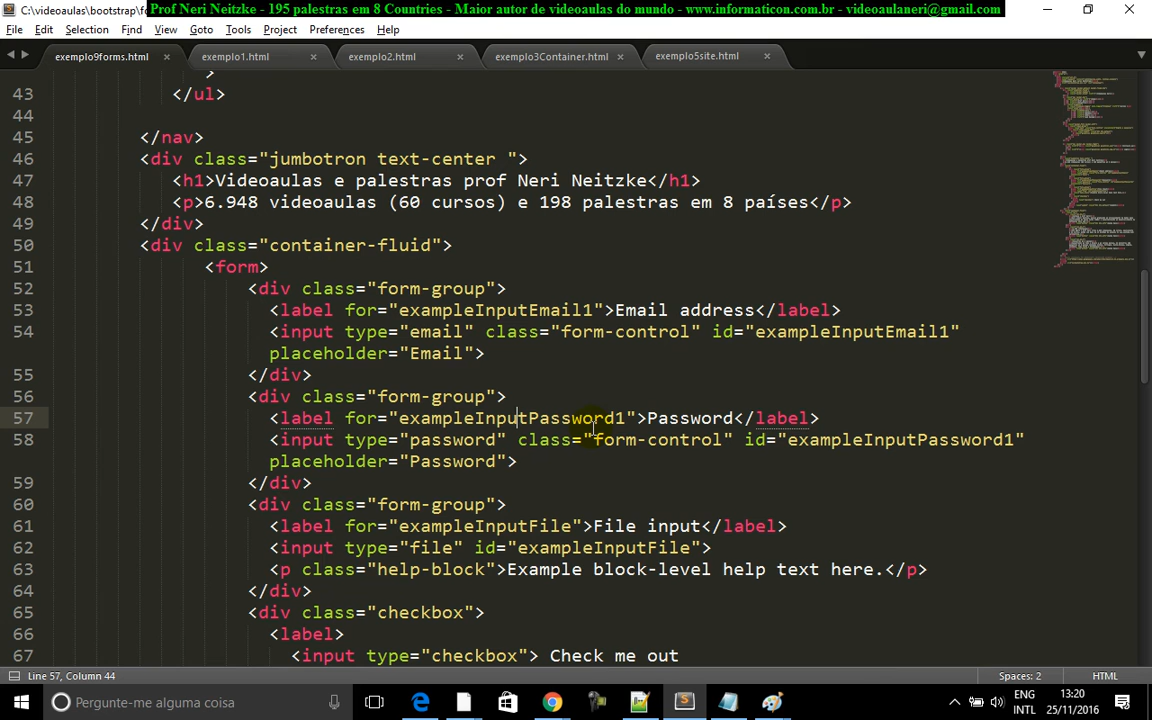 C:\videoaulas\bootstrap\fo
Prof Neri Neitzke - 195 palestras em 8 Countries - Maior autor de videoaulas do mundo - www.informaticon.com.br - videoaulaneri@gmail.com
File Edit Selection Find View Goto Tools Project Preferences Help
exemplo9forms.html × exemplo1.html × exemplo2.html × exemplo3Container.html × exemplo5site.html ×
>
43 </ul>
44
45 </nav>
46 <div class="jumbotron text-center ">
47 <h1>Videoaulas e palestras prof Neri Neitzke</h1>
48 <p>6.948 videoaulas (60 cursos) e 198 palestras em 8 países</p>
49 </div>
50 <div class="container-fluid">
51 <form>
52 <div class="form-group">
53 <label for="exampleInputEmail1">Email address</label>
54 <input type="email" class="form-control" id="exampleInputEmail1"
placeholder="Email">
55 </div>
56 <div class="form-group">
57 <label for="exampleInputPassword1">Password</label>
58 <input type="password" class="form-control" id="exampleInputPassword1"
placeholder="Password">
59 </div>
60 <div class="form-group">
61 <label for="exampleInputFile">File input</label>
62 <input type="file" id="exampleInputFile">
63 <p class="help-block">Example block-level help text here.</p>
64 </div>
65 <div class="checkbox">
66 <label>
67 <input type="checkbox"> Check me out
Line 57, Column 44 Spaces: 2 HTML
Pergunte-me alguma coisa
ENG 13:20
INTL 25/11/2016